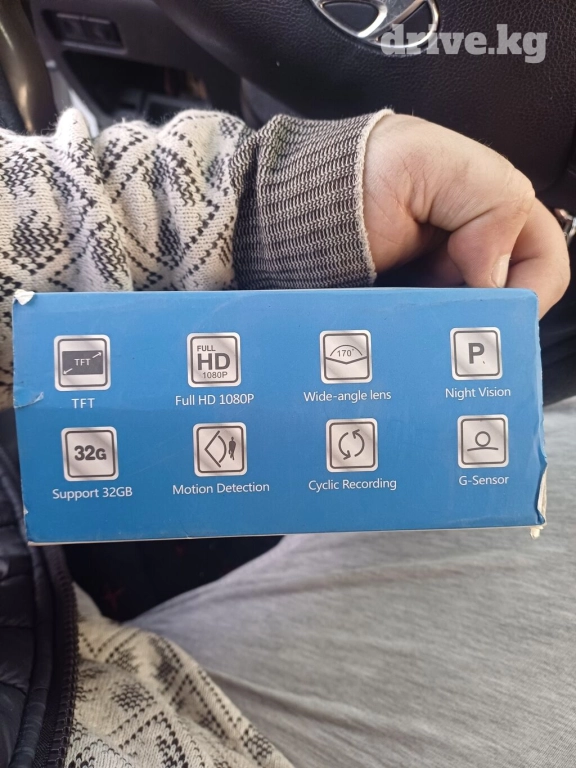 drive.kg
TFT
FULL
HD
1080P
170°
P
TFT
Full HD 1080P
Wide-angle lens
Night Vision
32G
Support 32GB
Motion Detection
Cyclic Recording
G-Sensor